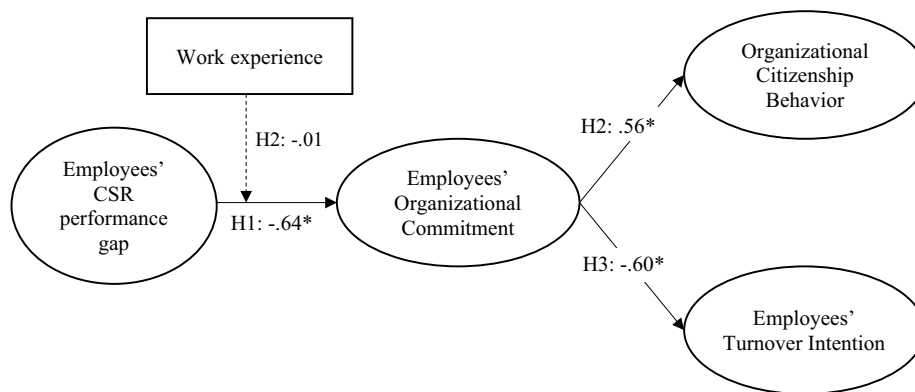 Work experience
Organizational
Citizenship
Behavior
H2: -.01
H2: .56*
Employees’
CSR
performance
gap
H1: -.64*
Employees’
Organizational
Commitment
H3: -.60*
Employees’
Turnover Intention